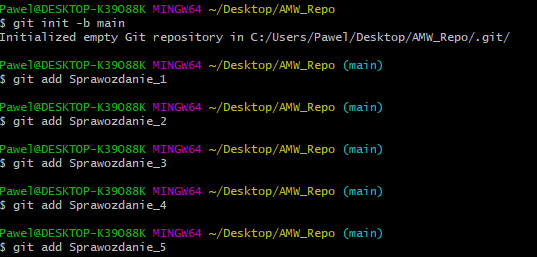 Pawel@DESKTOP-K39O88K MINGW64 ~/Desktop/AMW_Repo
$ git init -b main
Initialized empty Git repository in C:/Users/Pawel/Desktop/AMW_Repo/.git/
Pawel@DESKTOP-K39O88K MINGW64 ~/Desktop/AMW_Repo (main)
$ git add Sprawozdanie_1
Pawel@DESKTOP-K39O88K MINGW64 ~/Desktop/AMW_Repo (main)
$ git add Sprawozdanie_2
Pawel@DESKTOP-K39O88K MINGW64 ~/Desktop/AMW_Repo (main)
$ git add Sprawozdanie_3
Pawel@DESKTOP-K39O88K MINGW64 ~/Desktop/AMW_Repo (main)
$ git add Sprawozdanie_4
Pawel@DESKTOP-K39O88K MINGW64 ~/Desktop/AMW_Repo (main)
$ git add Sprawozdanie_5